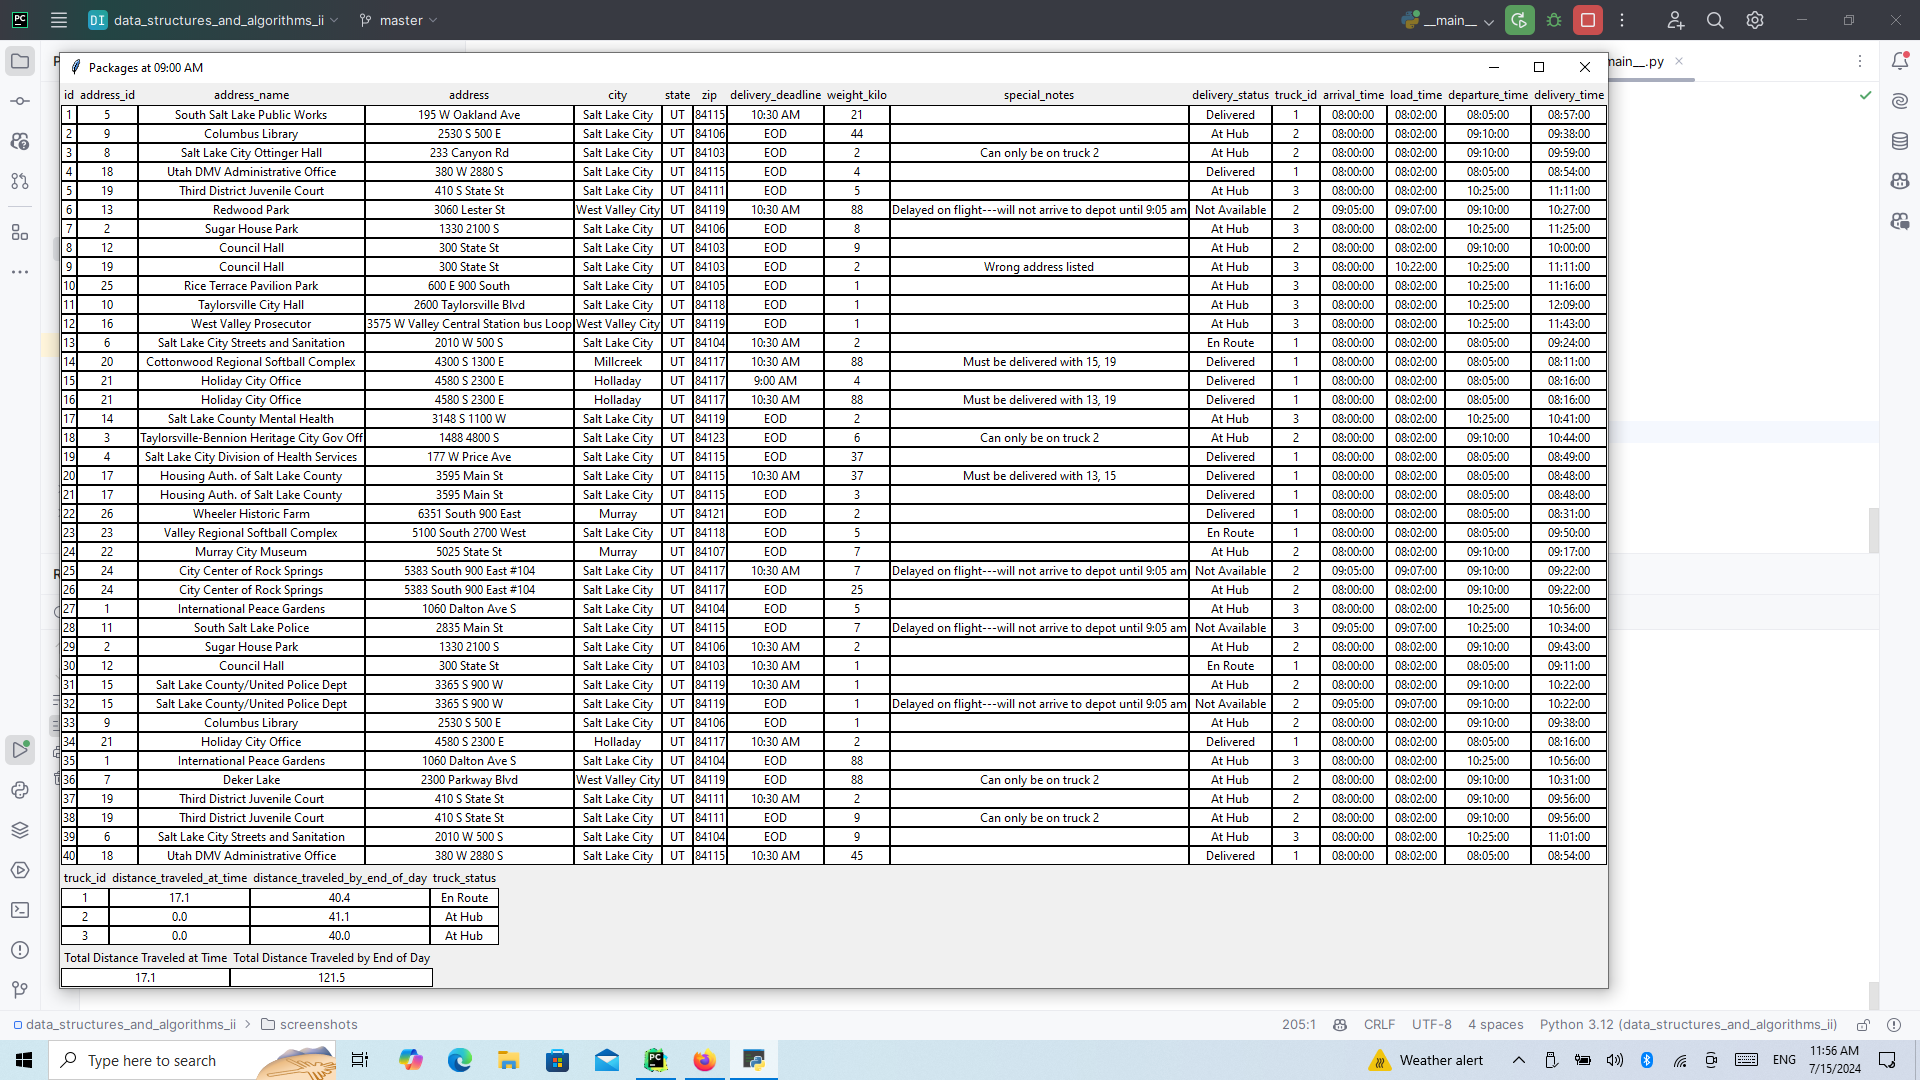 PC DI data_structures_and_algorithms_ii master __main__
Packages at 09:00 AM
main__.py
id address_id address_name address city state zip delivery_deadline weight_kilo special_notes delivery_status truck_id arrival_time load_time departure_time delivery_time
1 5 South Salt Lake Public Works 195 W Oakland Ave Salt Lake City UT 84115 10:30 AM 21 Delivered 1 08:00:00 08:02:00 08:05:00 08:57:00
2 9 Columbus Library 2530 S 500 E Salt Lake City UT 84106 EOD 44 At Hub 2 08:00:00 08:02:00 09:10:00 09:38:00
3 8 Salt Lake City Ottinger Hall 233 Canyon Rd Salt Lake City UT 84103 EOD 2 Can only be on truck 2 At Hub 2 08:00:00 08:02:00 09:10:00 09:59:00
4 18 Utah DMV Administrative Office 380 W 2880 S Salt Lake City UT 84115 EOD 4 Delivered 1 08:00:00 08:02:00 08:05:00 08:54:00
5 19 Third District Juvenile Court 410 S State St Salt Lake City UT 84111 EOD 5 At Hub 3 08:00:00 08:02:00 10:25:00 11:11:00
6 13 Redwood Park 3060 Lester St West Valley City UT 84119 10:30 AM 88 Delayed on flight---will not arrive to depot until 9:05 am Not Available 2 09:05:00 09:07:00 09:10:00 10:27:00
7 2 Sugar House Park 1330 2100 S Salt Lake City UT 84106 EOD 8 At Hub 3 08:00:00 08:02:00 10:25:00 11:25:00
8 12 Council Hall 300 State St Salt Lake City UT 84103 EOD 9 At Hub 2 08:00:00 08:02:00 09:10:00 10:00:00
9 19 Council Hall 300 State St Salt Lake City UT 84103 EOD 2 Wrong address listed At Hub 3 08:00:00 10:22:00 10:25:00 11:11:00
10 25 Rice Terrace Pavilion Park 600 E 900 South Salt Lake City UT 84105 EOD 1 At Hub 3 08:00:00 08:02:00 10:25:00 11:16:00
11 10 Taylorsville City Hall 2600 Taylorsville Blvd Salt Lake City UT 84118 EOD 1 At Hub 3 08:00:00 08:02:00 10:25:00 12:09:00
12 16 West Valley Prosecutor 3575 W Valley Central Station bus Loop West Valley City UT 84119 EOD 1 At Hub 3 08:00:00 08:02:00 10:25:00 11:43:00
13 6 Salt Lake City Streets and Sanitation 2010 W 500 S Salt Lake City UT 84104 10:30 AM 2 En Route 1 08:00:00 08:02:00 08:05:00 09:24:00
14 20 Cottonwood Regional Softball Complex 4300 S 1300 E Millcreek UT 84117 10:30 AM 88 Must be delivered with 15, 19 Delivered 1 08:00:00 08:02:00 08:05:00 08:11:00
15 21 Holiday City Office 4580 S 2300 E Holladay UT 84117 9:00 AM 4 Delivered 1 08:00:00 08:02:00 08:05:00 08:16:00
16 21 Holiday City Office 4580 S 2300 E Holladay UT 84117 10:30 AM 88 Must be delivered with 13, 19 Delivered 1 08:00:00 08:02:00 08:05:00 08:16:00
17 14 Salt Lake County Mental Health 3148 S 1100 W Salt Lake City UT 84119 EOD 2 At Hub 3 08:00:00 08:02:00 10:25:00 10:41:00
18 3 Taylorsville-Bennion Heritage City Gov Off 1488 4800 S Salt Lake City UT 84123 EOD 6 Can only be on truck 2 At Hub 2 08:00:00 08:02:00 09:10:00 10:44:00
19 4 Salt Lake City Division of Health Services 177 W Price Ave Salt Lake City UT 84115 EOD 37 Delivered 1 08:00:00 08:02:00 08:05:00 08:49:00
20 17 Housing Auth. of Salt Lake County 3595 Main St Salt Lake City UT 84115 10:30 AM 37 Must be delivered with 13, 15 Delivered 1 08:00:00 08:02:00 08:05:00 08:48:00
21 17 Housing Auth. of Salt Lake County 3595 Main St Salt Lake City UT 84115 EOD 3 Delivered 1 08:00:00 08:02:00 08:05:00 08:48:00
22 26 Wheeler Historic Farm 6351 South 900 East Murray UT 84121 EOD 2 Delivered 1 08:00:00 08:02:00 08:05:00 08:31:00
23 23 Valley Regional Softball Complex 5100 South 2700 West Salt Lake City UT 84118 EOD 5 En Route 1 08:00:00 08:02:00 08:05:00 09:50:00
24 22 Murray City Museum 5025 State St Murray UT 84107 EOD 7 At Hub 2 08:00:00 08:02:00 09:10:00 09:17:00
25 24 City Center of Rock Springs 5383 South 900 East #104 Salt Lake City UT 84117 10:30 AM 7 Delayed on flight---will not arrive to depot until 9:05 am Not Available 2 09:05:00 09:07:00 09:10:00 09:22:00
26 24 City Center of Rock Springs 5383 South 900 East #104 Salt Lake City UT 84117 EOD 25 At Hub 2 08:00:00 08:02:00 09:10:00 09:22:00
27 1 International Peace Gardens 1060 Dalton Ave S Salt Lake City UT 84104 EOD 5 At Hub 3 08:00:00 08:02:00 10:25:00 10:56:00
28 11 South Salt Lake Police 2835 Main St Salt Lake City UT 84115 EOD 7 Delayed on flight---will not arrive to depot until 9:05 am Not Available 3 09:05:00 09:07:00 10:25:00 10:34:00
29 2 Sugar House Park 1330 2100 S Salt Lake City UT 84106 10:30 AM 2 At Hub 2 08:00:00 08:02:00 09:10:00 09:43:00
30 12 Council Hall 300 State St Salt Lake City UT 84103 10:30 AM 1 En Route 1 08:00:00 08:02:00 08:05:00 09:11:00
31 15 Salt Lake County/United Police Dept 3365 S 900 W Salt Lake City UT 84119 10:30 AM 1 At Hub 2 08:00:00 08:02:00 09:10:00 10:22:00
32 15 Salt Lake County/United Police Dept 3365 S 900 W Salt Lake City UT 84119 EOD 1 Delayed on flight---will not arrive to depot until 9:05 am Not Available 2 09:05:00 09:07:00 09:10:00 10:22:00
33 9 Columbus Library 2530 S 500 E Salt Lake City UT 84106 EOD 1 At Hub 2 08:00:00 08:02:00 09:10:00 09:38:00
34 21 Holiday City Office 4580 S 2300 E Holladay UT 84117 10:30 AM 2 Delivered 1 08:00:00 08:02:00 08:05:00 08:16:00
35 1 International Peace Gardens 1060 Dalton Ave S Salt Lake City UT 84104 EOD 88 At Hub 3 08:00:00 08:02:00 10:25:00 10:56:00
36 7 Deker Lake 2300 Parkway Blvd West Valley City UT 84119 EOD 88 Can only be on truck 2 At Hub 2 08:00:00 08:02:00 09:10:00 10:31:00
37 19 Third District Juvenile Court 410 S State St Salt Lake City UT 84111 10:30 AM 2 At Hub 2 08:00:00 08:02:00 09:10:00 09:56:00
38 19 Third District Juvenile Court 410 S State St Salt Lake City UT 84111 EOD 9 Can only be on truck 2 At Hub 2 08:00:00 08:02:00 09:10:00 09:56:00
39 6 Salt Lake City Streets and Sanitation 2010 W 500 S Salt Lake City UT 84104 EOD 9 At Hub 3 08:00:00 08:02:00 10:25:00 11:01:00
40 18 Utah DMV Administrative Office 380 W 2880 S Salt Lake City UT 84115 10:30 AM 45 Delivered 1 08:00:00 08:02:00 08:05:00 08:54:00
truck_id distance_traveled_at_time distance_traveled_by_end_of_day truck_status
1 17.1 40.4 En Route
2 0.0 41.1 At Hub
3 0.0 40.0 At Hub
Total Distance Traveled at Time Total Distance Traveled by End of Day
17.1 121.5
data_structures_and_algorithms_ii > screenshots 205:1 CRLF UTF-8 4 spaces Python 3.12 (data_structures_and_algorithms_ii)
Type here to search Weather alert ENG 11:56 AM
7/15/2024